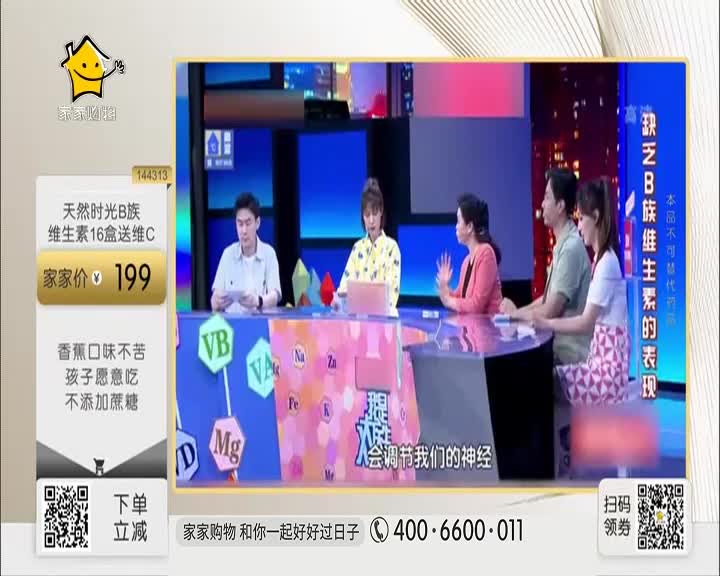 家家购物
144313
天然时光B族
维生素16盒送维C
家家价 ¥ 199
香蕉口味不苦
孩子愿意吃
不添加蔗糖
下单
立减
高清
缺乏B族维生素的表现
本品不可替代药品
VB
VA
Na
Zn
Fe
K
Mg
VD
会调节我们的神经
家家购物 和你一起好好过日子
400·6600·011
扫码
领券